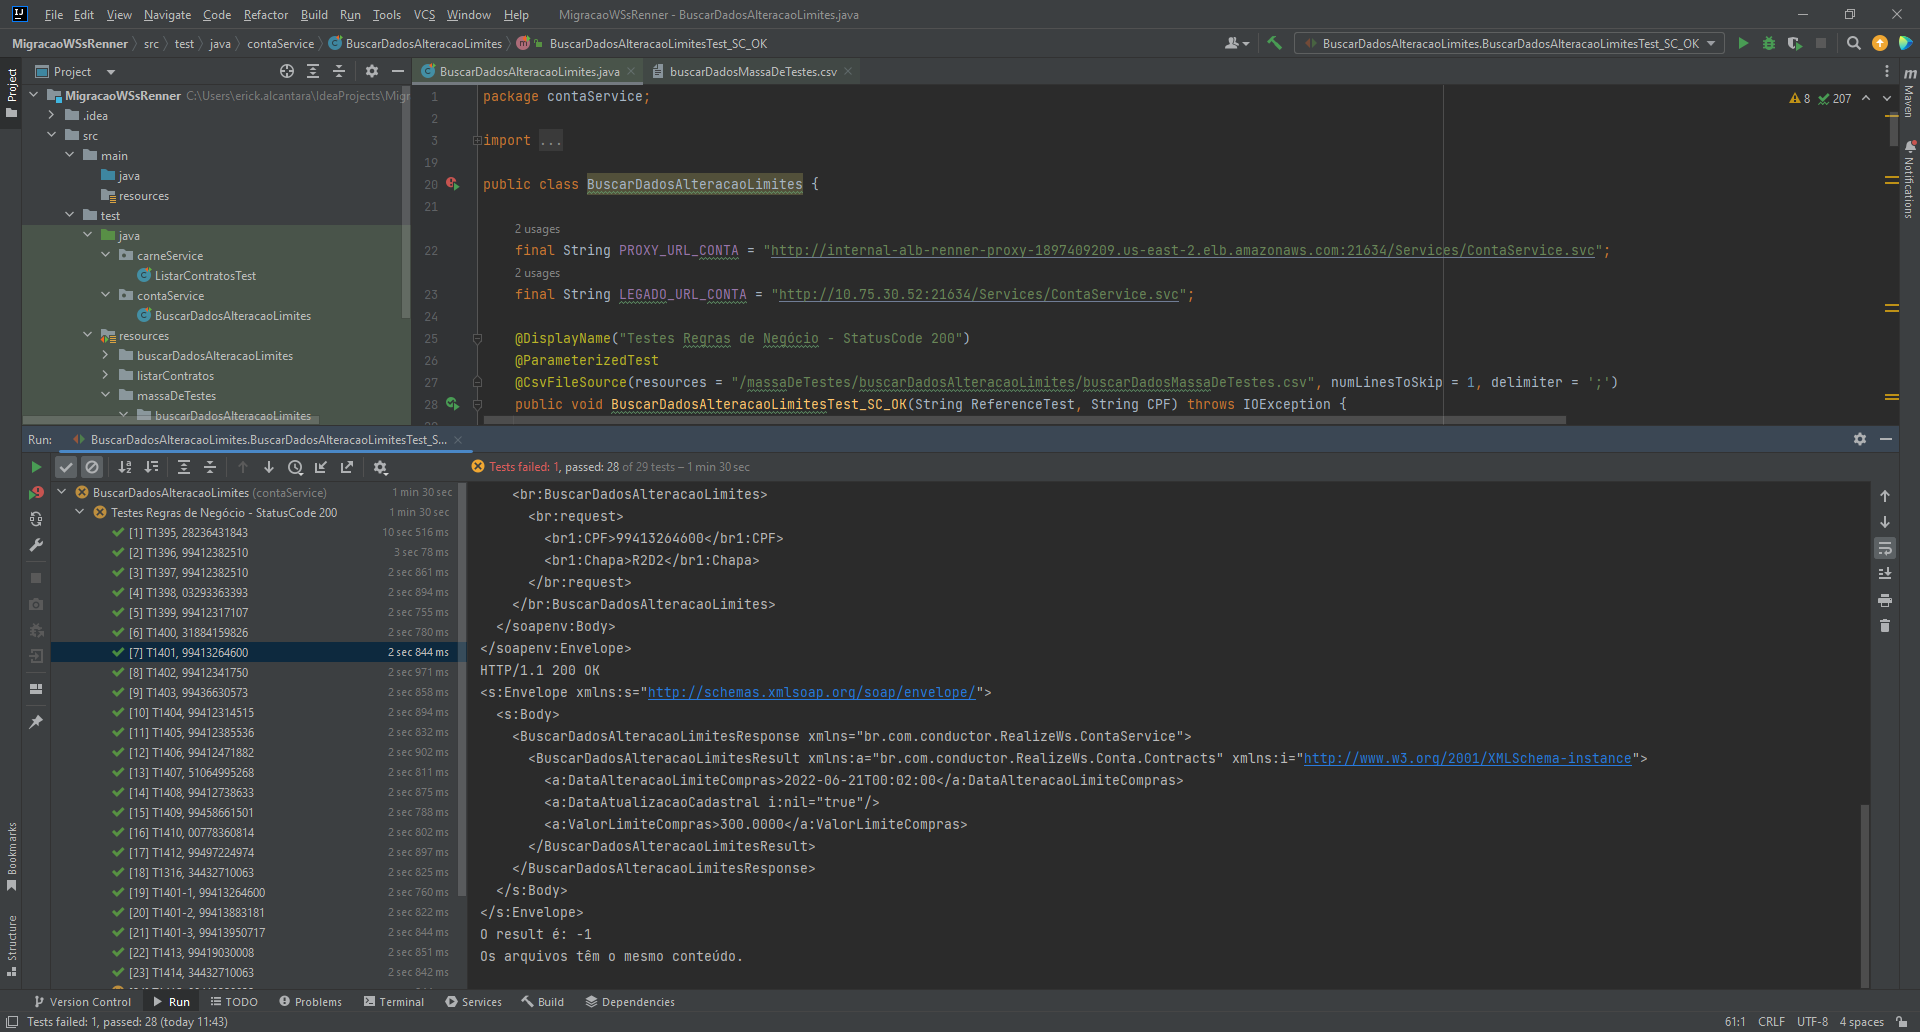 File Edit View Navigate Code Refactor Build Run Tools VCS Window Help MigracaoWSsRenner - BuscarDadosAlteracaoLimites.java
MigracaoWSsRenner src test java contaService BuscarDadosAlteracaoLimites m BuscarDadosAlteracaoLimitesTest_SC_OK BuscarDadosAlteracaoLimites.BuscarDadosAlteracaoLimitesTest_SC_OK
Project
Project
BuscarDadosAlteracaoLimites.java buscarDadosMassaDeTestes.csv
MigracaoWSsRenner C:\Users\erick.alcantara\IdeaProjects\Migr
.idea
src
main
java
resources
test
java
carneService
ListarContratosTest
contaService
BuscarDadosAlteracaoLimites
resources
buscarDadosAlteracaoLimites
listarContratos
massaDeTestes
buscarDadosAlteracaoLimites
8 207
Maven
Notifications
1 package contaService;
2
3 import ...
19
20 public class BuscarDadosAlteracaoLimites {
21
2 usages
22 final String PROXY_URL_CONTA = "http://internal-alb-renner-proxy-1897409209.us-east-2.elb.amazonaws.com:21634/Services/ContaService.svc";
2 usages
23 final String LEGADO_URL_CONTA = "http://10.75.30.52:21634/Services/ContaService.svc";
24
25 @DisplayName("Testes Regras de Negócio - StatusCode 200")
26 @ParameterizedTest
27 @CsvFileSource(resources = "/massaDeTestes/buscarDadosAlteracaoLimites/buscarDadosMassaDeTestes.csv", numLinesToSkip = 1, delimiter = ';')
28 public void BuscarDadosAlteracaoLimitesTest_SC_OK(String ReferenceTest, String CPF) throws IOException {
Run: BuscarDadosAlteracaoLimites.BuscarDadosAlteracaoLimitesTest_S...
Tests failed: 1, passed: 28 of 29 tests – 1 min 30 sec
BuscarDadosAlteracaoLimites (contaService) 1 min 30 sec
Testes Regras de Negócio - StatusCode 200 1 min 30 sec
[1] T1395, 28236431843 10 sec 516 ms
[2] T1396, 99412382510 3 sec 78 ms
[3] T1397, 99412382510 2 sec 861 ms
[4] T1398, 03293363393 2 sec 894 ms
[5] T1399, 99412317107 2 sec 755 ms
[6] T1400, 31884159826 2 sec 780 ms
[7] T1401, 99413264600 2 sec 844 ms
[8] T1402, 99412341750 2 sec 971 ms
[9] T1403, 99436630573 2 sec 858 ms
[10] T1404, 99412314515 2 sec 894 ms
[11] T1405, 99412385536 2 sec 832 ms
[12] T1406, 99412471882 2 sec 902 ms
[13] T1407, 51064995268 2 sec 811 ms
[14] T1408, 99412738633 2 sec 875 ms
[15] T1409, 99458661501 2 sec 788 ms
[16] T1410, 00778360814 2 sec 802 ms
[17] T1412, 99497224974 2 sec 897 ms
[18] T1316, 34432710063 2 sec 825 ms
[19] T1401-1, 99413264600 2 sec 760 ms
[20] T1401-2, 99413883181 2 sec 822 ms
[21] T1401-3, 99413950717 2 sec 844 ms
[22] T1413, 99419030008 2 sec 851 ms
[23] T1414, 34432710063 2 sec 842 ms
<br:BuscarDadosAlteracaoLimites>
<br:request>
<br1:CPF>99413264600</br1:CPF>
<br1:Chapa>R2D2</br1:Chapa>
</br:request>
</br:BuscarDadosAlteracaoLimites>
</soapenv:Body>
</soapenv:Envelope>
HTTP/1.1 200 OK
<s:Envelope xmlns:s="http://schemas.xmlsoap.org/soap/envelope/">
<s:Body>
<BuscarDadosAlteracaoLimitesResponse xmlns="br.com.conductor.RealizeWs.ContaService">
<BuscarDadosAlteracaoLimitesResult xmlns:a="br.com.conductor.RealizeWs.Conta.Contracts" xmlns:i="http://www.w3.org/2001/XMLSchema-instance">
<a:DataAlteracaoLimiteCompras>2022-06-21T00:02:00</a:DataAlteracaoLimiteCompras>
<a:DataAtualizacaoCadastral i:nil="true"/>
<a:ValorLimiteCompras>300.0000</a:ValorLimiteCompras>
</BuscarDadosAlteracaoLimitesResult>
</BuscarDadosAlteracaoLimitesResponse>
</s:Body>
</s:Envelope>
O result é: -1
Os arquivos têm o mesmo conteúdo.
Bookmarks
Structure
Version Control Run TODO Problems Terminal Services Build Dependencies
Tests failed: 1, passed: 28 (today 11:43) 61:1 CRLF UTF-8 4 spaces